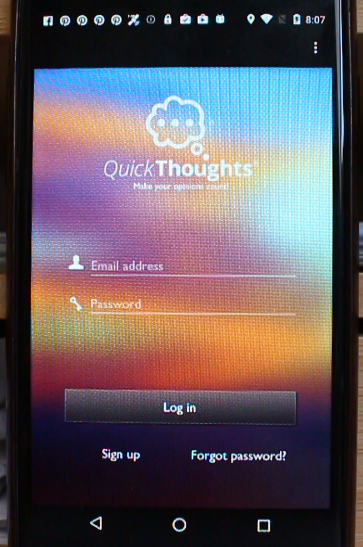 8:07
QuickThoughts®
Make your opinions count!
Email address
Password
Log in
Sign up
Forgot password?